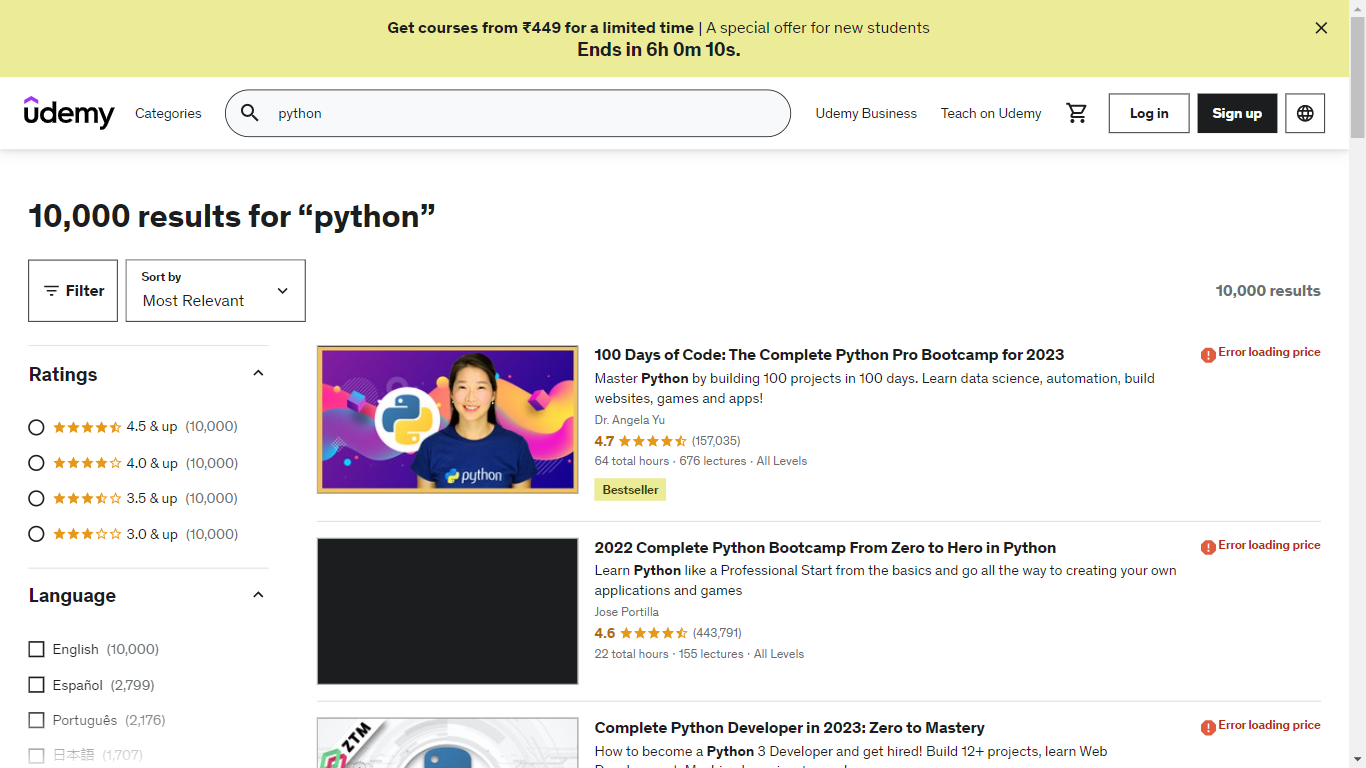 Get courses from ₹449 for a limited time | A special offer for new students
Ends in 6h 0m 10s.
udemy
Categories
python
Udemy Business
Teach on Udemy
Log in
Sign up
10,000 results for “python”
Filter
Sort by
Most Relevant
10,000 results
Ratings
4.5 & up (10,000)
4.0 & up (10,000)
3.5 & up (10,000)
3.0 & up (10,000)
Language
English (10,000)
Español (2,799)
Português (2,176)
日本語 (1,707)
python
100 Days of Code: The Complete Python Pro Bootcamp for 2023
Error loading price
Master Python by building 100 projects in 100 days. Learn data science, automation, build
websites, games and apps!
Dr. Angela Yu
4.7 (157,035)
64 total hours · 676 lectures · All Levels
Bestseller
2022 Complete Python Bootcamp From Zero to Hero in Python
Error loading price
Learn Python like a Professional Start from the basics and go all the way to creating your own
applications and games
Jose Portilla
4.6 (443,791)
22 total hours · 155 lectures · All Levels
ZTM
Complete Python Developer in 2023: Zero to Mastery
Error loading price
How to become a Python 3 Developer and get hired! Build 12+ projects, learn Web